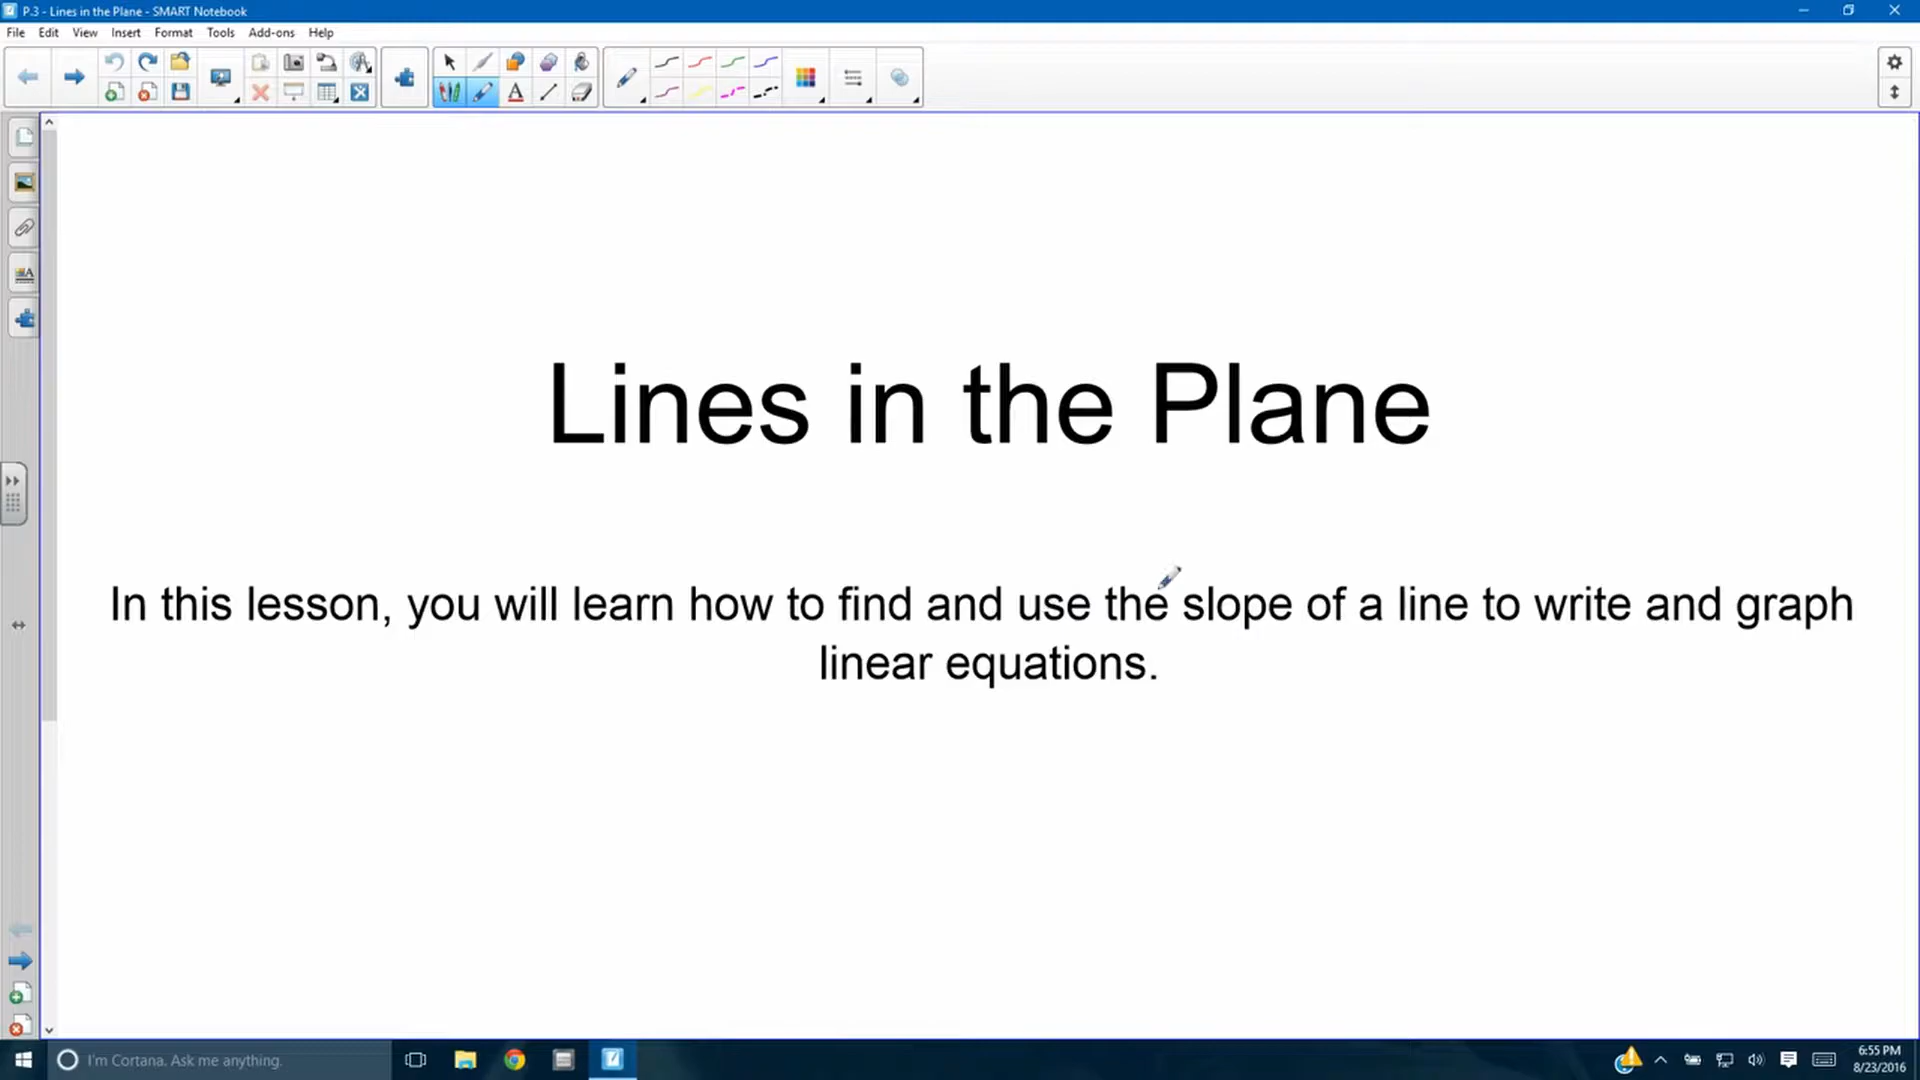 P.3 - Lines in the Plane - SMART Notebook
File Edit View Insert Format Tools Add-ons Help
Lines in the Plane
In this lesson, you will learn how to find and use the slope of a line to write and graph
linear equations.
I'm Cortana. Ask me anything.
6:55 PM
8/23/2016